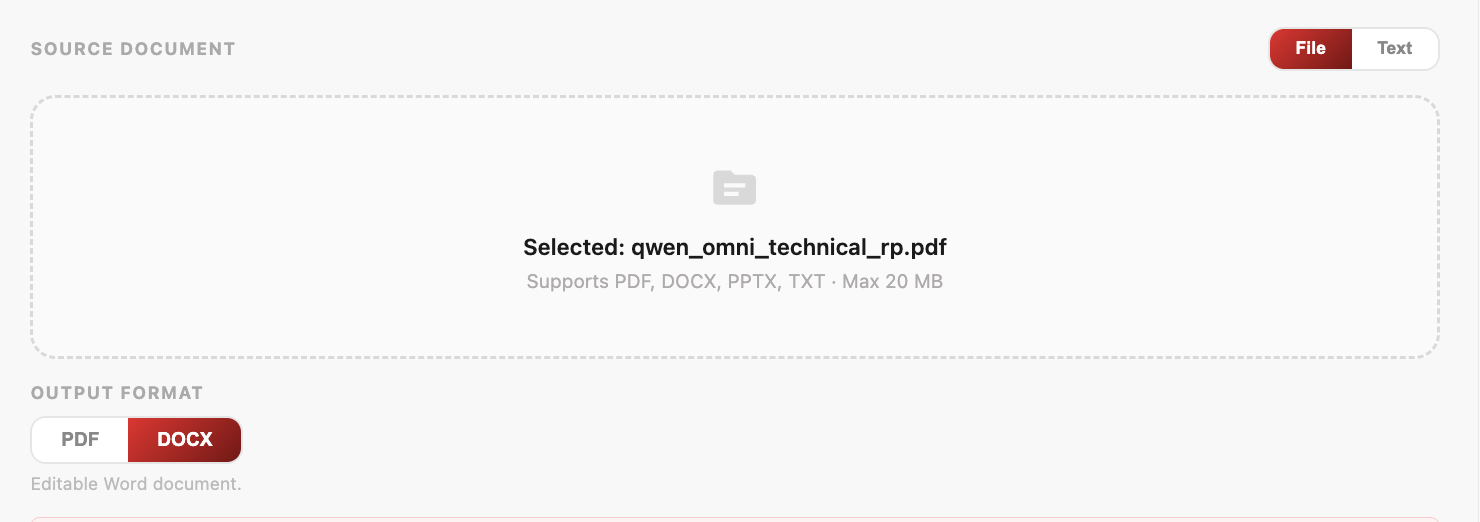 SOURCE DOCUMENT
File
Text
Selected: qwen_omni_technical_rp.pdf
Supports PDF, DOCX, PPTX, TXT · Max 20 MB
OUTPUT FORMAT
PDF
DOCX
Editable Word document.